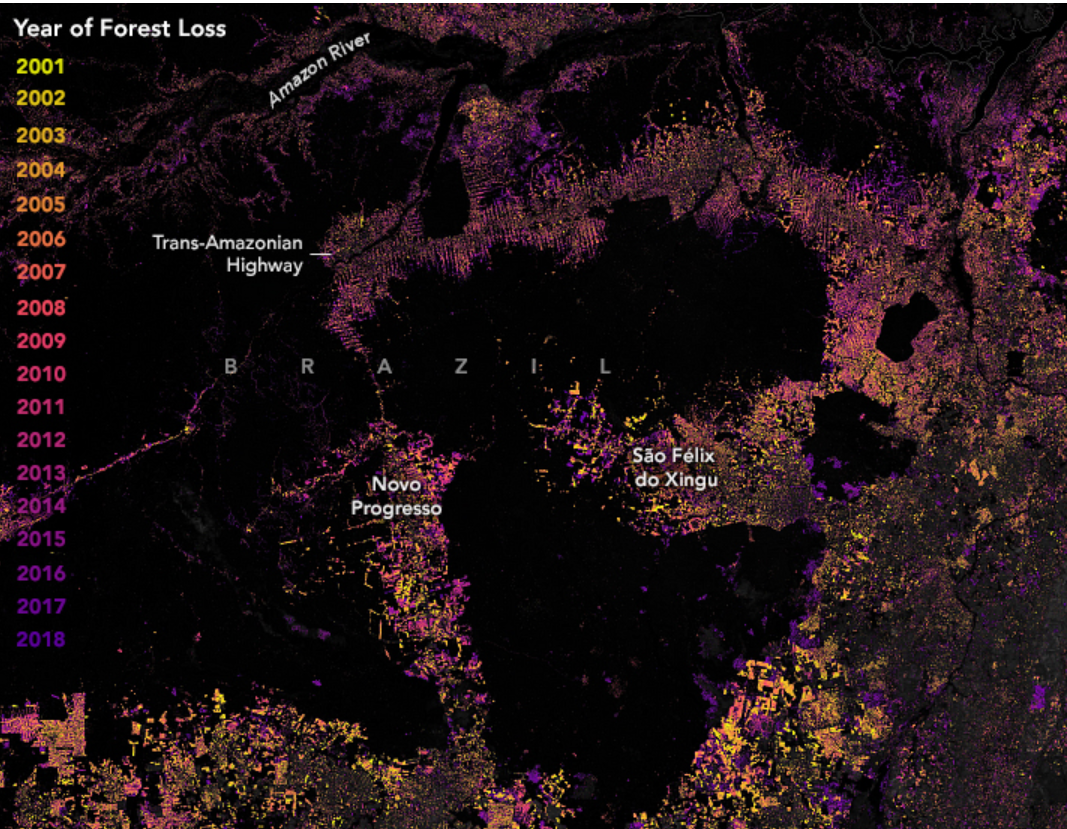 Year of Forest Loss
2001
2002
2003
2004
2005
2006
2007
2008
2009
2010
2011
2012
2013
2014
2015
2016
2017
2018
Amazon River
Trans-Amazonian
Highway
BRAZIL
Novo
Progresso
São Félix
do Xingu